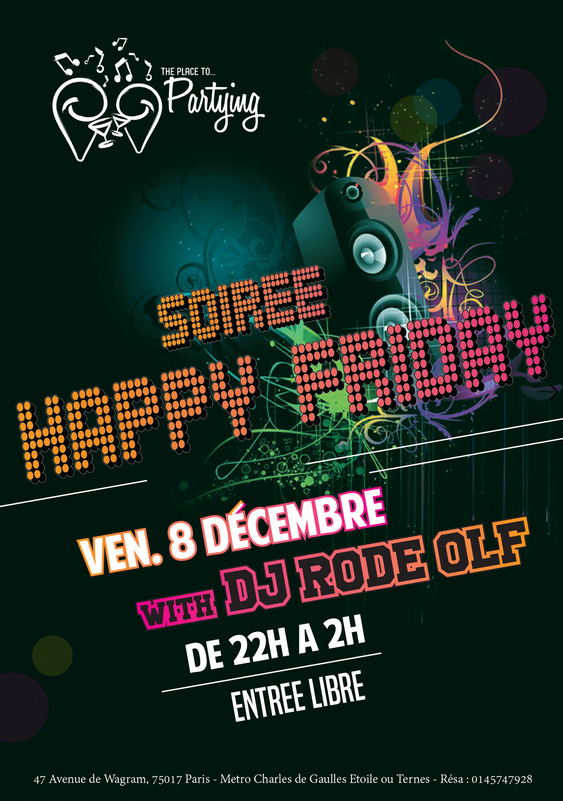 THE PLACE TO...
Partying
SOIREE
HAPPY FRIDAY
VEN. 8 DÉCEMBRE
WITH DJ RODE OLF
DE 22H A 2H
ENTREE LIBRE
47 Avenue de Wagram, 75017 Paris - Metro Charles de Gaulles Etoile ou Ternes - Résa : 0145747928